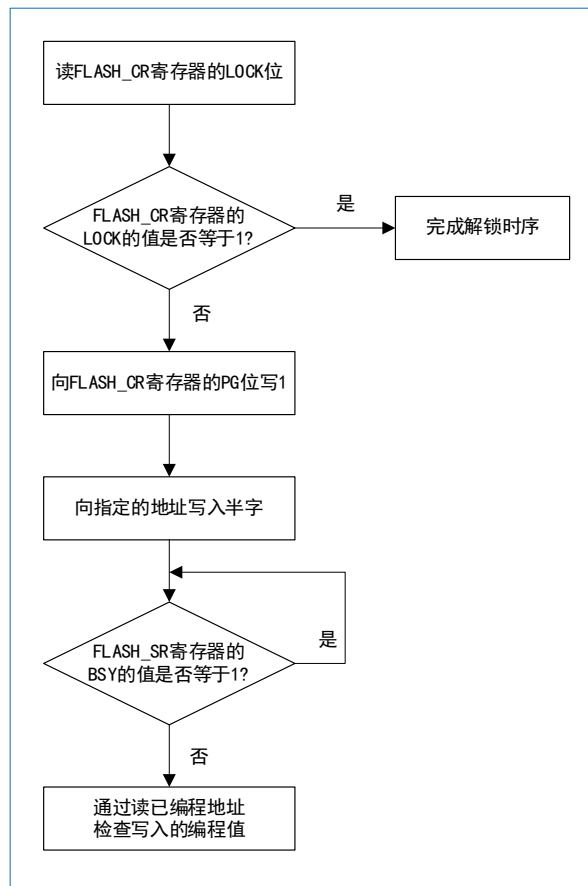 读FLASH_CR寄存器的LOCK位
FLASH_CR寄存器的
LOCK的值是否等于1?
是
完成解锁时序
否
向FLASH_CR寄存器的PG位写1
向指定的地址写入半字
FLASH_SR寄存器的
BSY的值是否等于1?
是
否
通过读已编程地址
检查写入的编程值